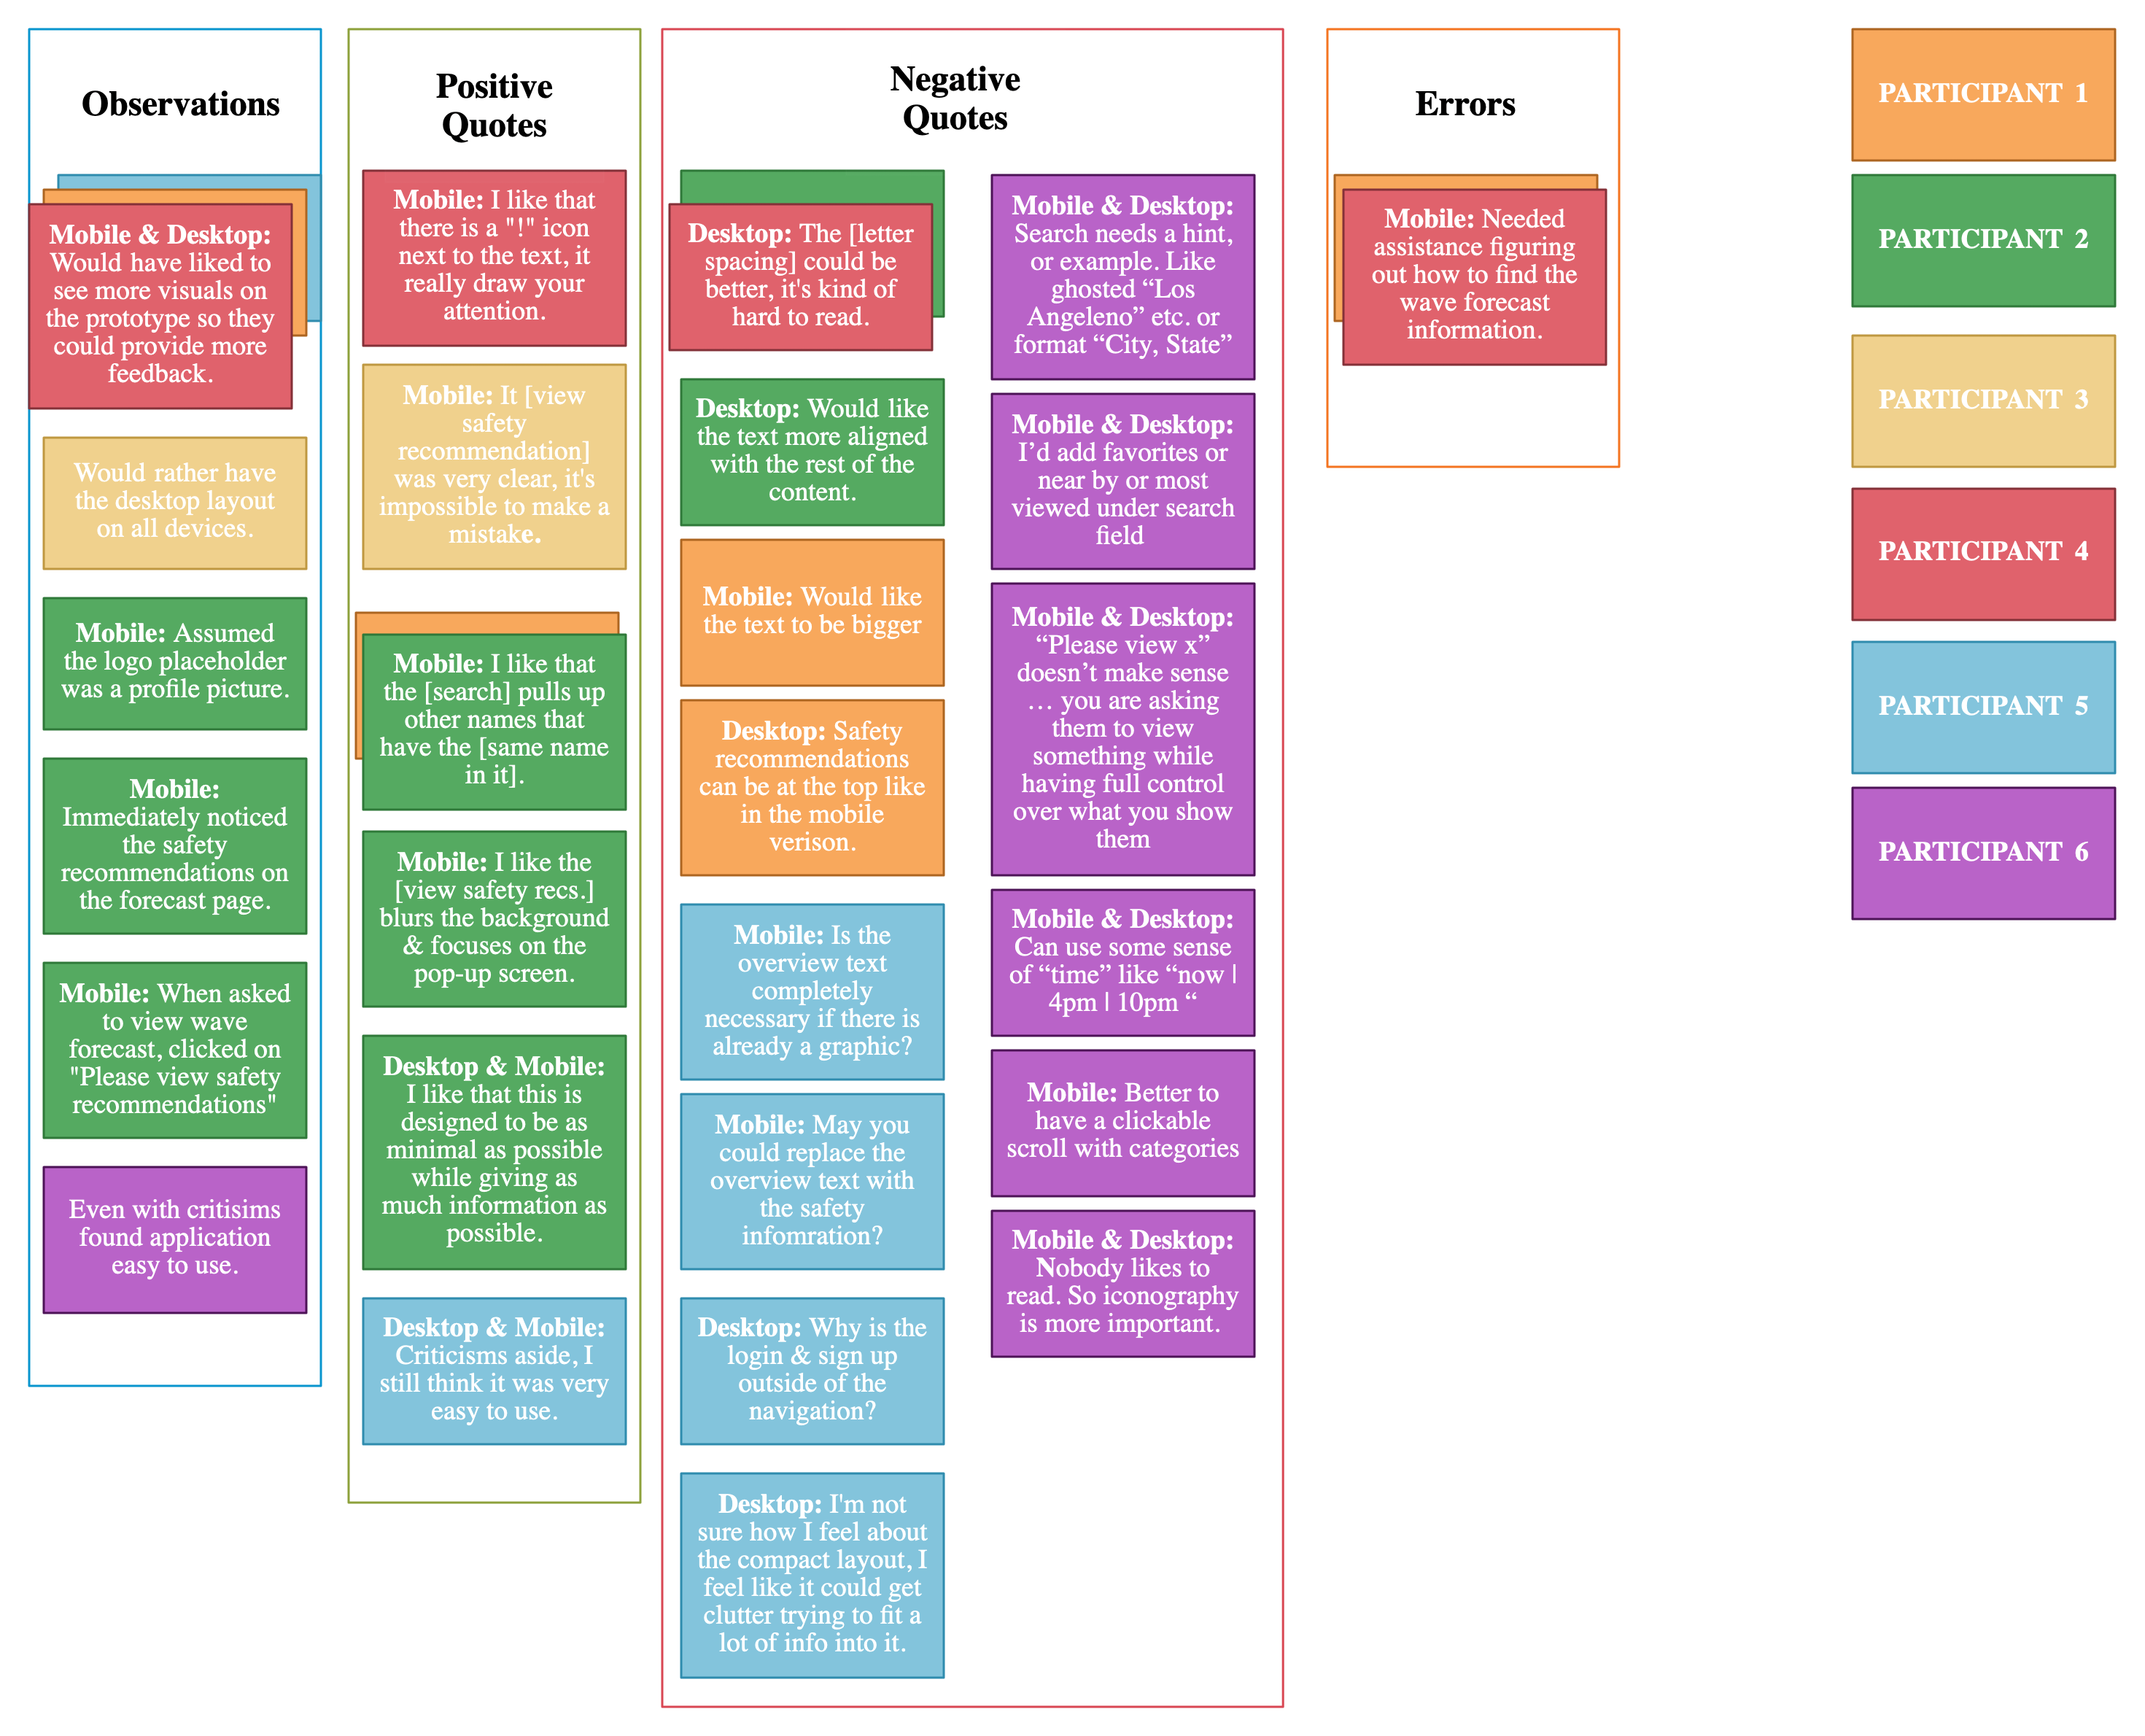 Observations
Mobile & Desktop:
Would have liked to
see more visuals on
the prototype so they
could provide more
feedback.
Would rather have
the desktop layout
on all devices.
Mobile: Assumed
the logo placeholder
was a profile picture.
Mobile:
Immediately noticed
the safety
recommendations on
the forecast page.
Mobile: When asked
to view wave
forecast, clicked on
"Please view safety
recommendations"
Even with critisims
found application
easy to use.
Positive
Quotes
Mobile: I like that
there is a "!" icon
next to the text, it
really draw your
attention.
Mobile: It [view
safety
recommendation]
was very clear, it's
impossible to make a
mistake.
Mobile: I like that
the [search] pulls up
other names that
have the [same name
in it].
Mobile: I like the
[view safety recs.]
blurs the background
& focuses on the
pop-up screen.
Desktop & Mobile:
I like that this is
designed to be as
minimal as possible
while giving as
much information as
possible.
Desktop & Mobile:
Criticisms aside, I
still think it was very
easy to use.
Negative
Quotes
Desktop: The [letter
spacing] could be
better, it's kind of
hard to read.
Desktop: Would like
the text more aligned
with the rest of the
content.
Mobile: Would like
the text to be bigger
Desktop: Safety
recommendations
can be at the top like
in the mobile
verison.
Mobile: Is the
overview text
completely
necessary if there is
already a graphic?
Mobile: May you
could replace the
overview text with
the safety
infomration?
Desktop: Why is the
login & sign up
outside of the
navigation?
Desktop: I'm not
sure how I feel about
the compact layout, I
feel like it could get
clutter trying to fit a
lot of info into it.
Mobile & Desktop:
Search needs a hint,
or example. Like
ghosted “Los
Angeleno” etc. or
format “City, State”
Mobile & Desktop:
I’d add favorites or
near by or most
viewed under search
field
Mobile & Desktop:
“Please view x”
doesn’t make sense
… you are asking
them to view
something while
having full control
over what you show
them
Mobile & Desktop:
Can use some sense
of “time” like “now |
4pm | 10pm “
Mobile: Better to
have a clickable
scroll with categories
Mobile & Desktop:
Nobody likes to
read. So iconography
is more important.
Errors
Mobile: Needed
assistance figuring
out how to find the
wave forecast
information.
PARTICIPANT 1
PARTICIPANT 2
PARTICIPANT 3
PARTICIPANT 4
PARTICIPANT 5
PARTICIPANT 6